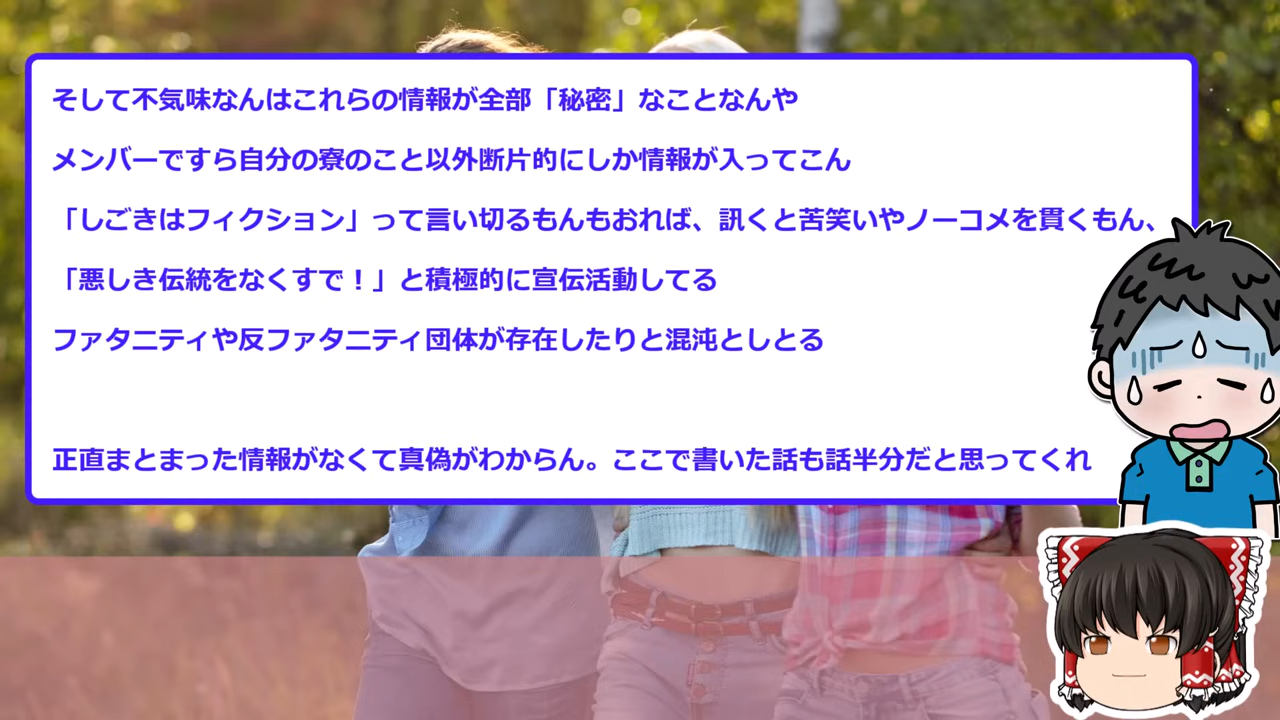 そして不気味なんはこれらの情報が全部「秘密」なことなんや
メンバーですら自分の寮のこと以外断片的にしか情報が入ってこん
「しごきはフィクション」って言い切るもんもおれば、訊くと苦笑いやノーコメを貫くもん、
「悪しき伝統をなくすで！」と積極的に宣伝活動してる
ファタニティや反ファタニティ団体が存在したりと混沌としとる
正直まとまった情報がなくて真偽がわからん。ここで書いた話も話半分だと思ってくれ